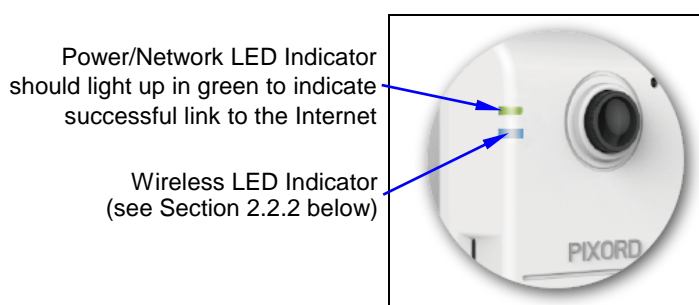 Power/Network LED Indicator
should light up in green to indicate
successful link to the Internet
Wireless LED Indicator
(see Section 2.2.2 below)
PIXORD